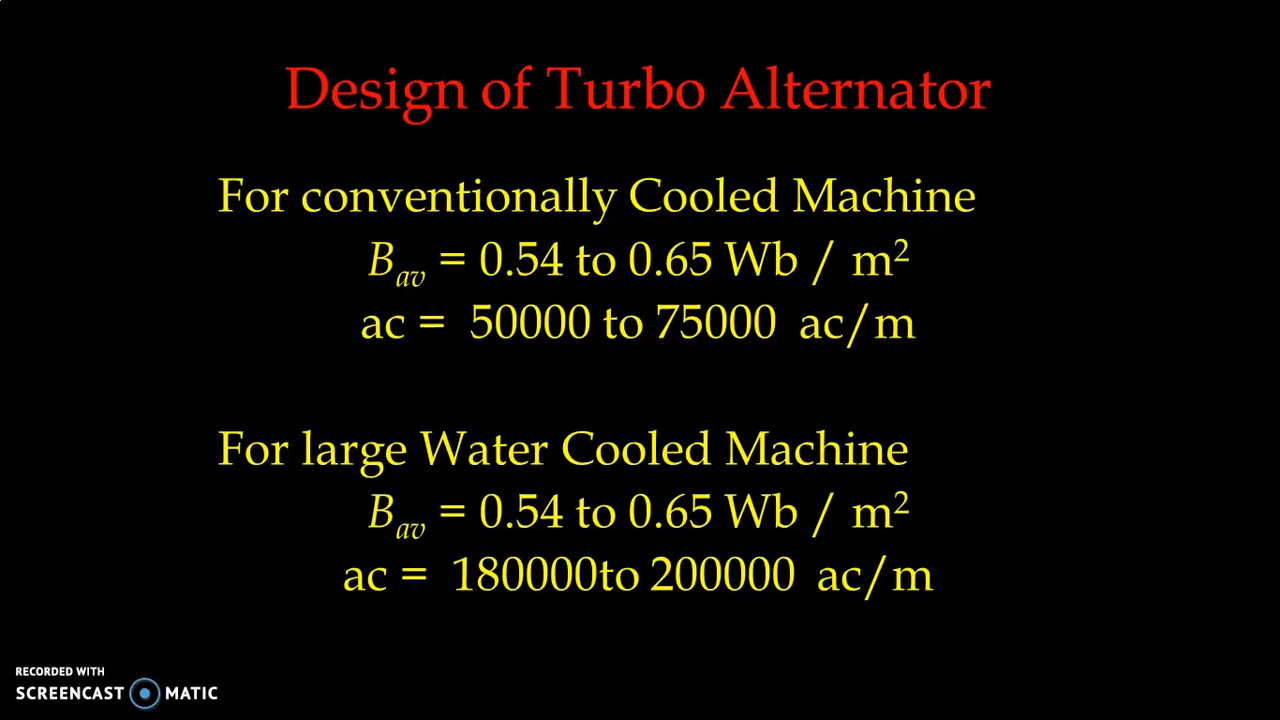 Design of Turbo Alternator
For conventionally Cooled Machine
Bav = 0.54 to 0.65 Wb / m²
ac = 50000 to 75000 ac/m
For large Water Cooled Machine
Bav = 0.54 to 0.65 Wb / m²
ac = 180000to 200000 ac/m
RECORDED WITH
SCREENCAST MATIC